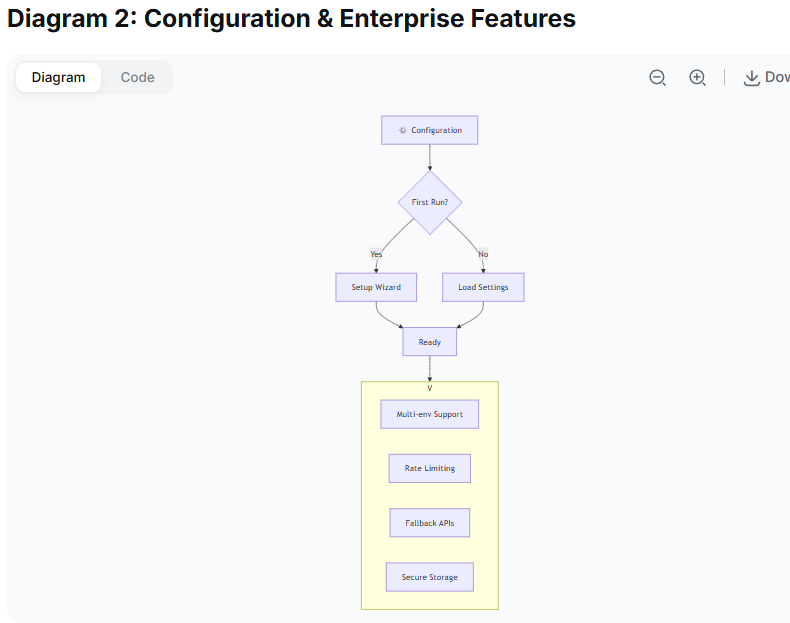 Diagram 2: Configuration & Enterprise Features
Diagram
Code
Dow
Configuration
First Run?
Yes
No
Setup Wizard
Load Settings
Ready
V
Multi-env Support
Rate Limiting
Fallback APIs
Secure Storage